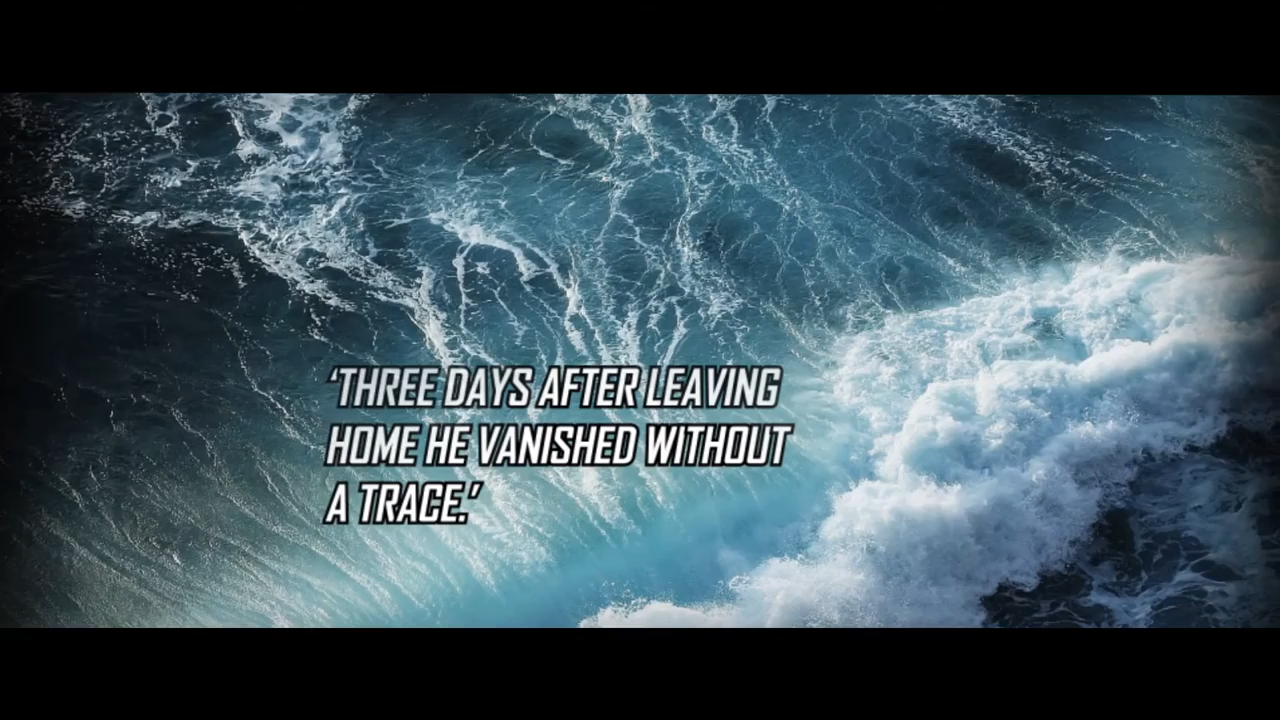 ‘THREE DAYS AFTER LEAVING
HOME HE VANISHED WITHOUT
A TRACE.’